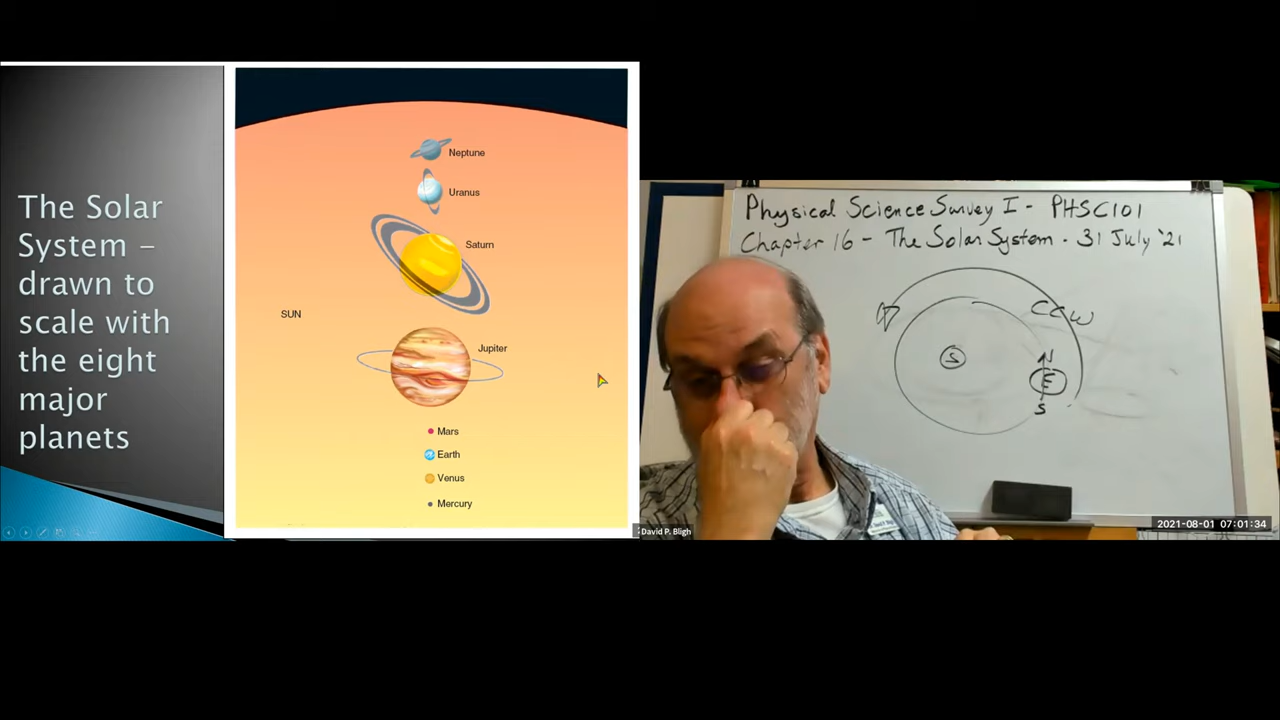 The Solar
System –
drawn to
scale with
the eight
major
planets
Neptune
Uranus
Saturn
SUN
Jupiter
Mars
Earth
Venus
Mercury
Physical Science Survey I - PHSC101
Chapter 16 - The Solar System - 31 July '21
CCW
S
N
E
S
David P. Bligh
2021-08-01 07:01:34